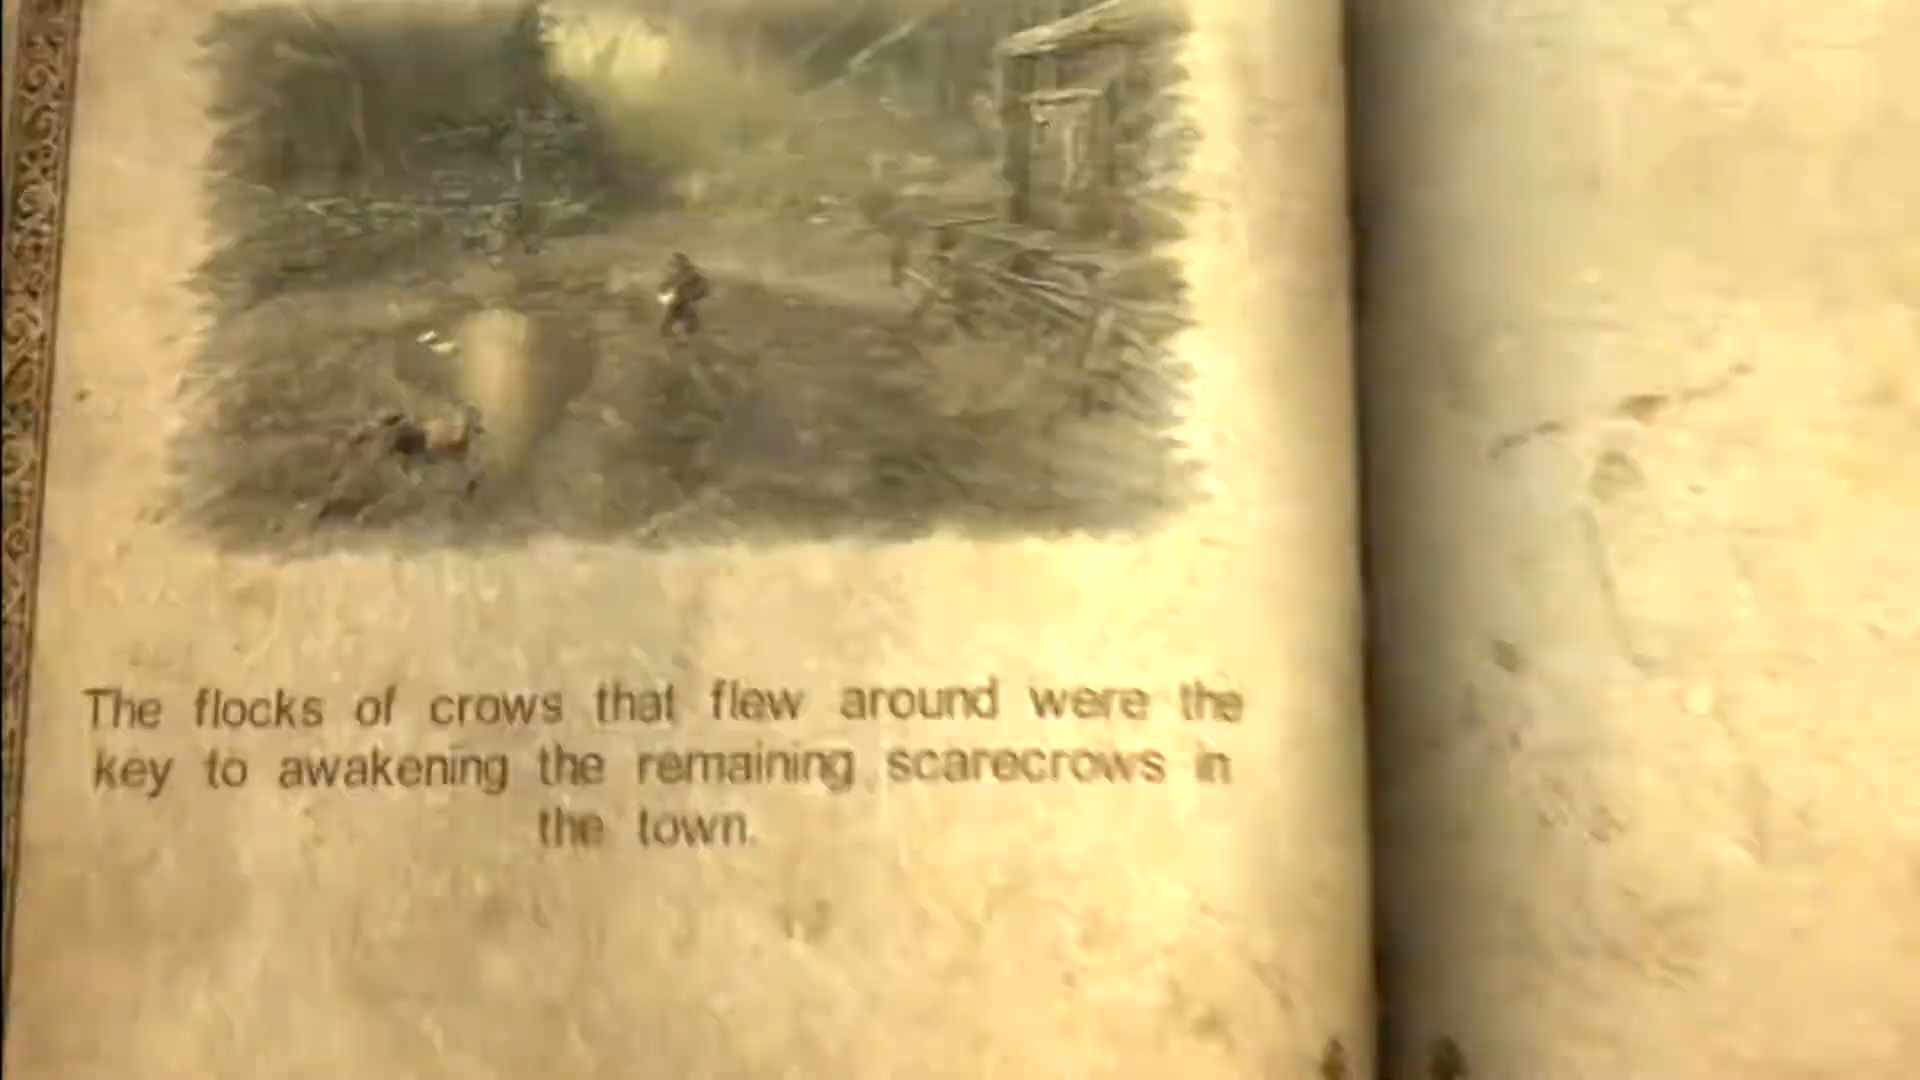 The flocks of crows that flew around were the
key to awakening the remaining scarecrows in
the town.